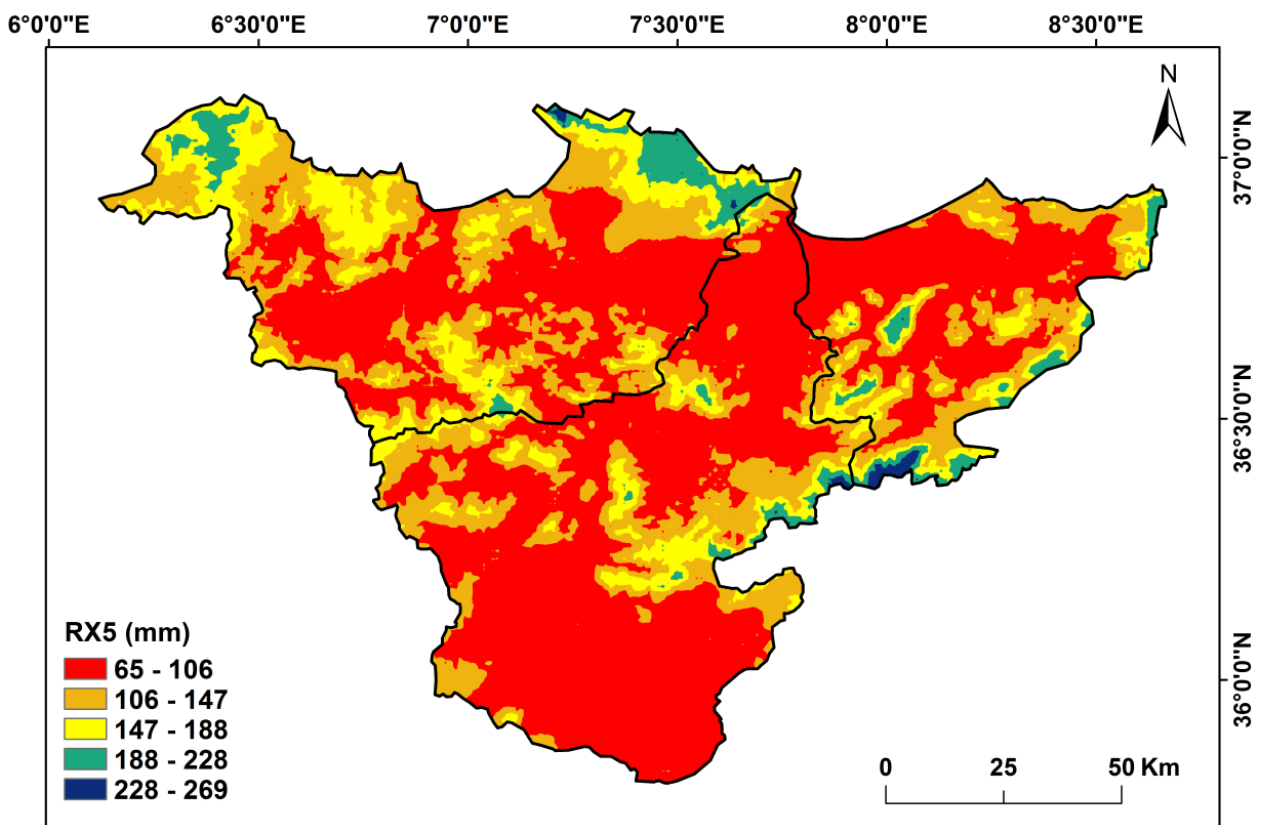 6°0'0"E 6°30'0"E 7°0'0"E 7°30'0"E 8°0'0"E 8°30'0"E
N
37°0'0"N
36°30'0"N
36°0'0"N
RX5 (mm)
65 - 106
106 - 147
147 - 188
188 - 228
228 - 269
0 25 50 Km